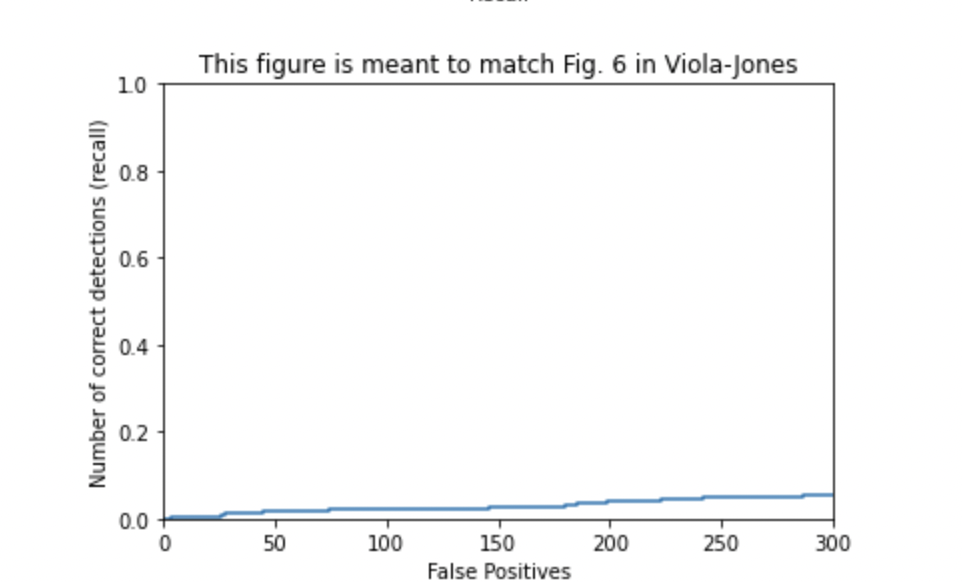 This figure is meant to match Fig. 6 in Viola-Jones
1.0
0.8
0.6
0.4
0.2
0.0
Number of correct detections (recall)
0 50 100 150 200 250 300
False Positives